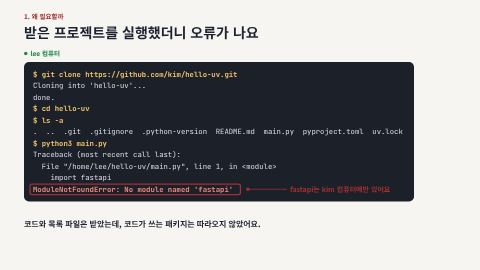 1. 왜 필요할까
받은 프로젝트를 실행했더니 오류가 나요
lee 컴퓨터
$ git clone https://github.com/kim/hello-uv.git
Cloning into 'hello-uv'...
done.
$ cd hello-uv
$ ls -a
.  ..  .git  .gitignore  .python-version  README.md  main.py  pyproject.toml  uv.lock
$ python3 main.py
Traceback (most recent call last):
  File "/home/lee/hello-uv/main.py", line 1, in <module>
    import fastapi
ModuleNotFoundError: No module named 'fastapi'
fastapi는 kim 컴퓨터에만 있어요
코드와 목록 파일은 받았는데, 코드가 쓰는 패키지는 따라오지 않았어요.